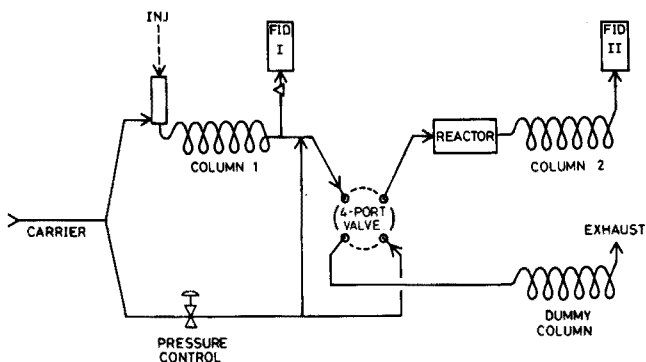 INJ
FID
I
FID
II
REACTOR
COLUMN 1
COLUMN 2
4-PORT
VALVE
CARRIER
EXHAUST
PRESSURE
CONTROL
DUMMY
COLUMN